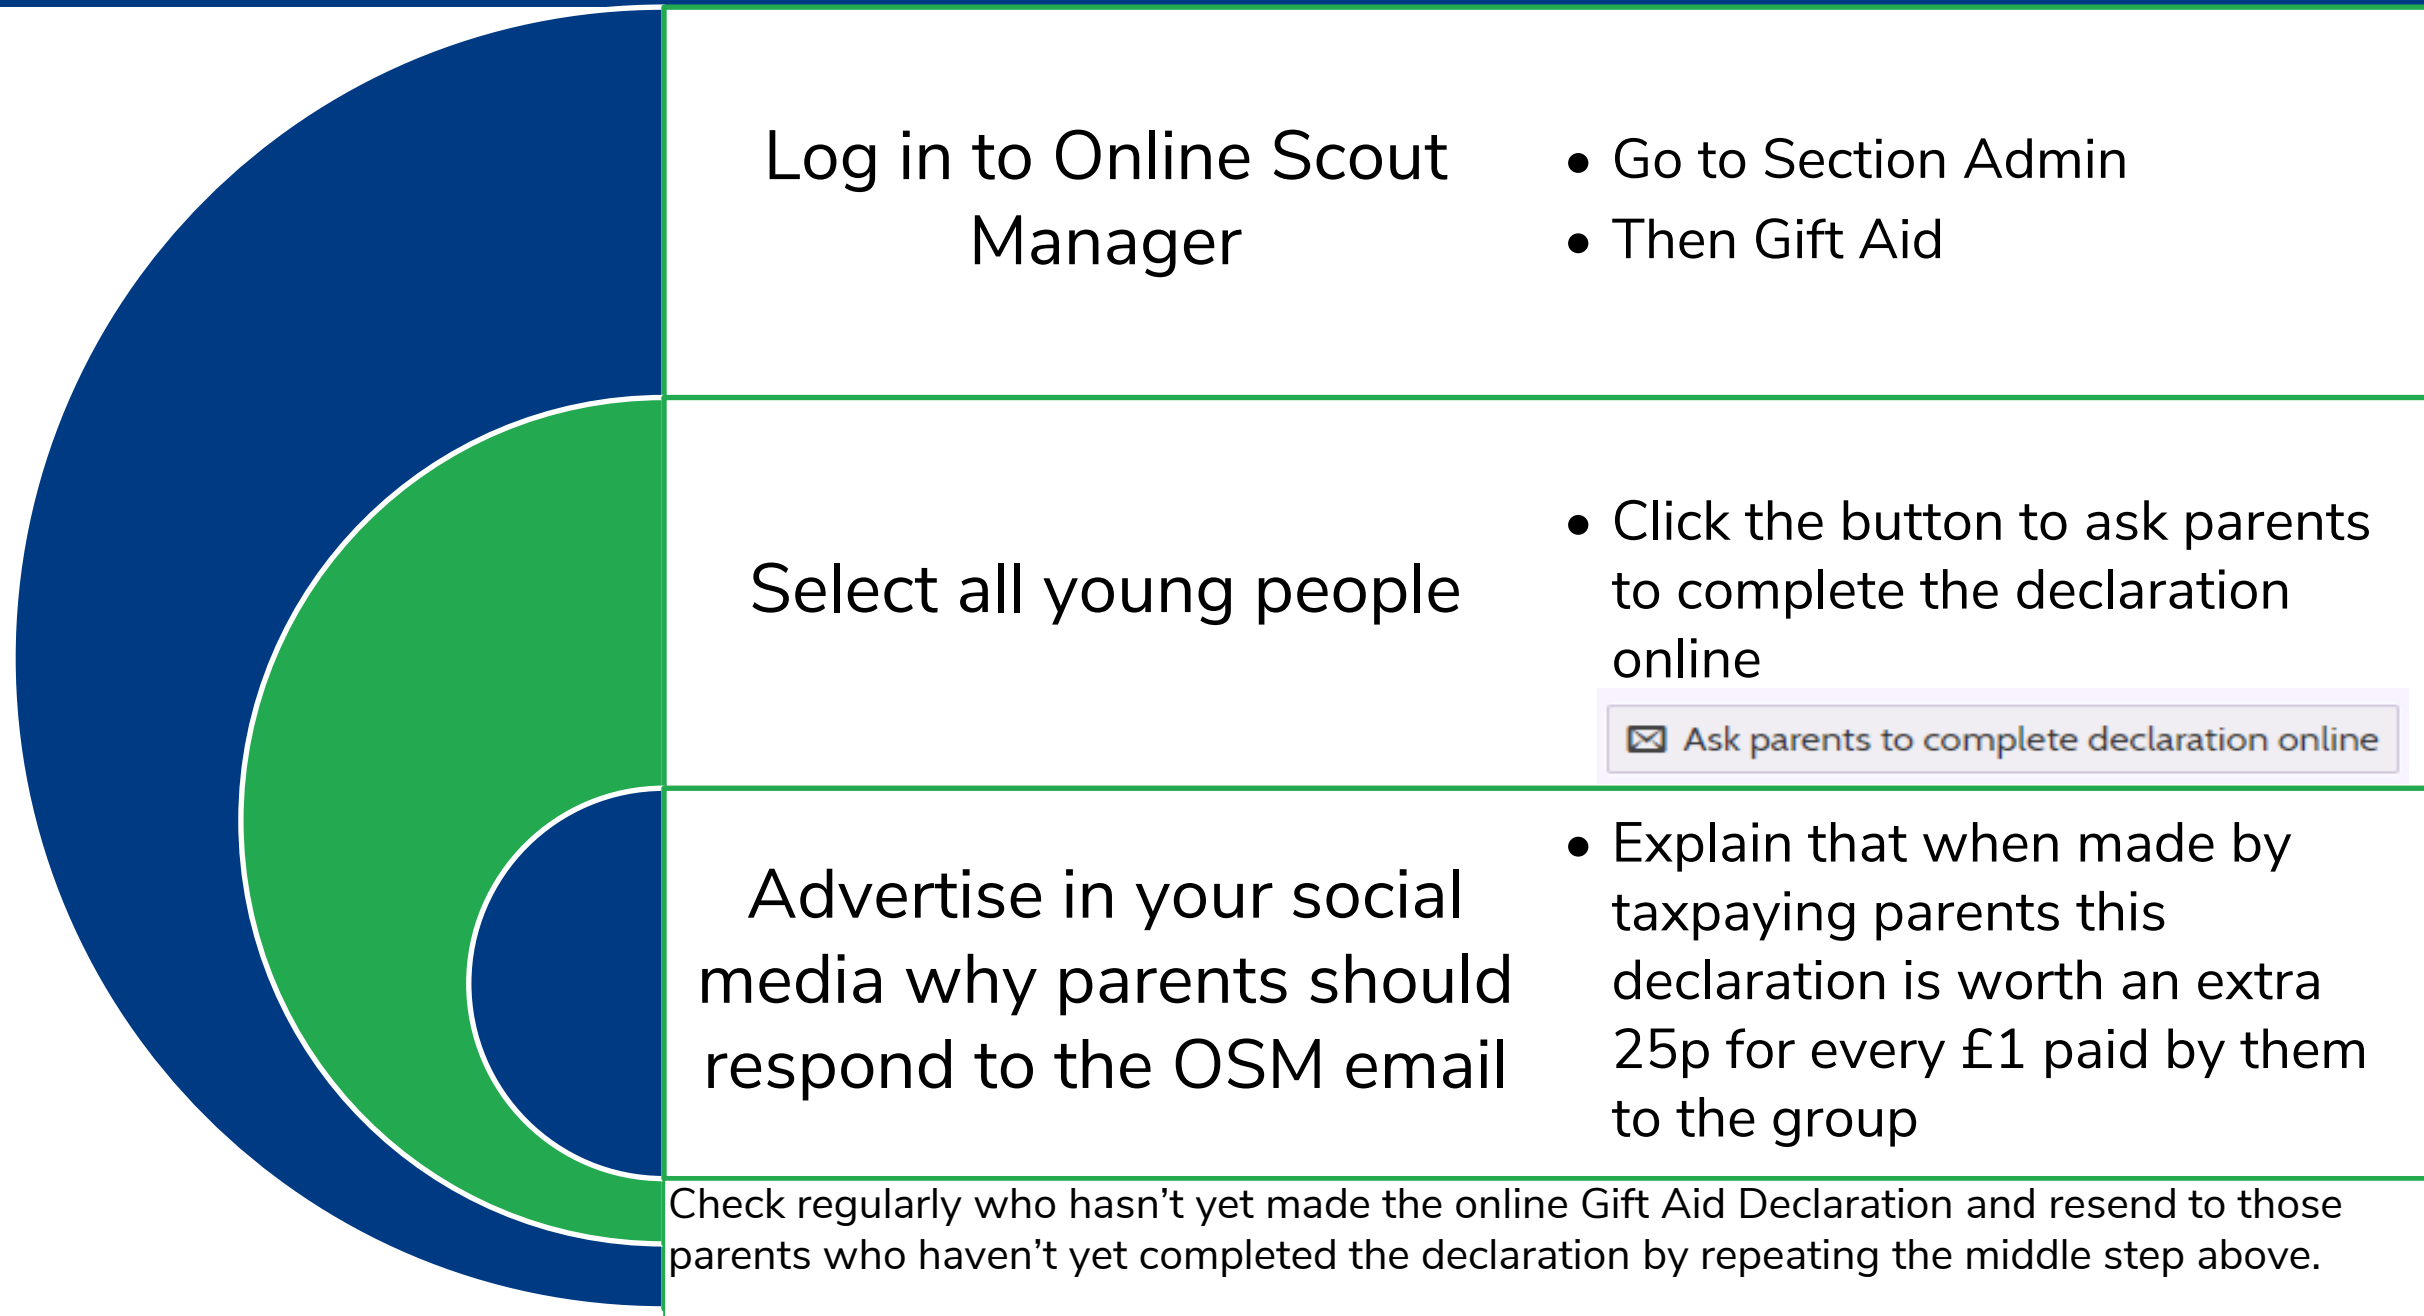 Log in to Online Scout
Manager
• Go to Section Admin
• Then Gift Aid
Select all young people
• Click the button to ask parents
to complete the declaration
online
Ask parents to complete declaration online
Advertise in your social
media why parents should
respond to the OSM email
• Explain that when made by
taxpaying parents this
declaration is worth an extra
25p for every £1 paid by them
to the group
Check regularly who hasn’t yet made the online Gift Aid Declaration and resend to those
parents who haven’t yet completed the declaration by repeating the middle step above.